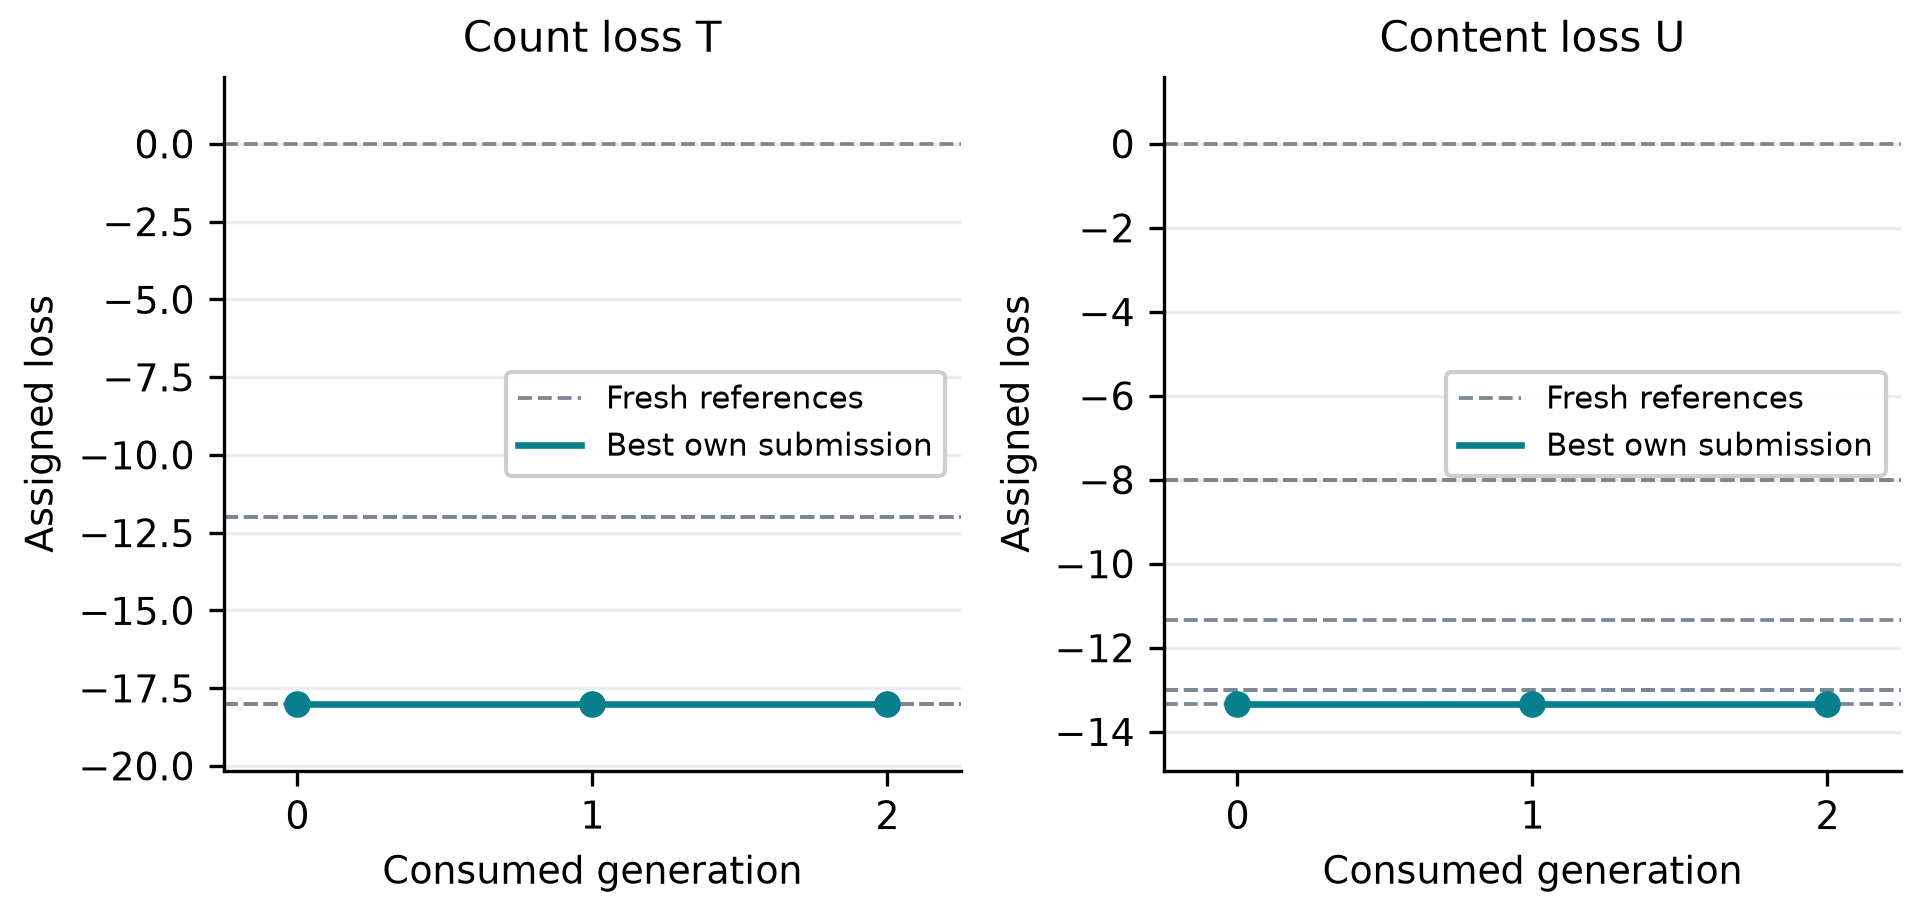 Count loss T
Assigned loss
0.0
−2.5
−5.0
−7.5
−10.0
−12.5
−15.0
−17.5
−20.0
Fresh references
Best own submission
0 1 2
Consumed generation
Content loss U
Assigned loss
0
−2
−4
−6
−8
−10
−12
−14
Fresh references
Best own submission
0 1 2
Consumed generation